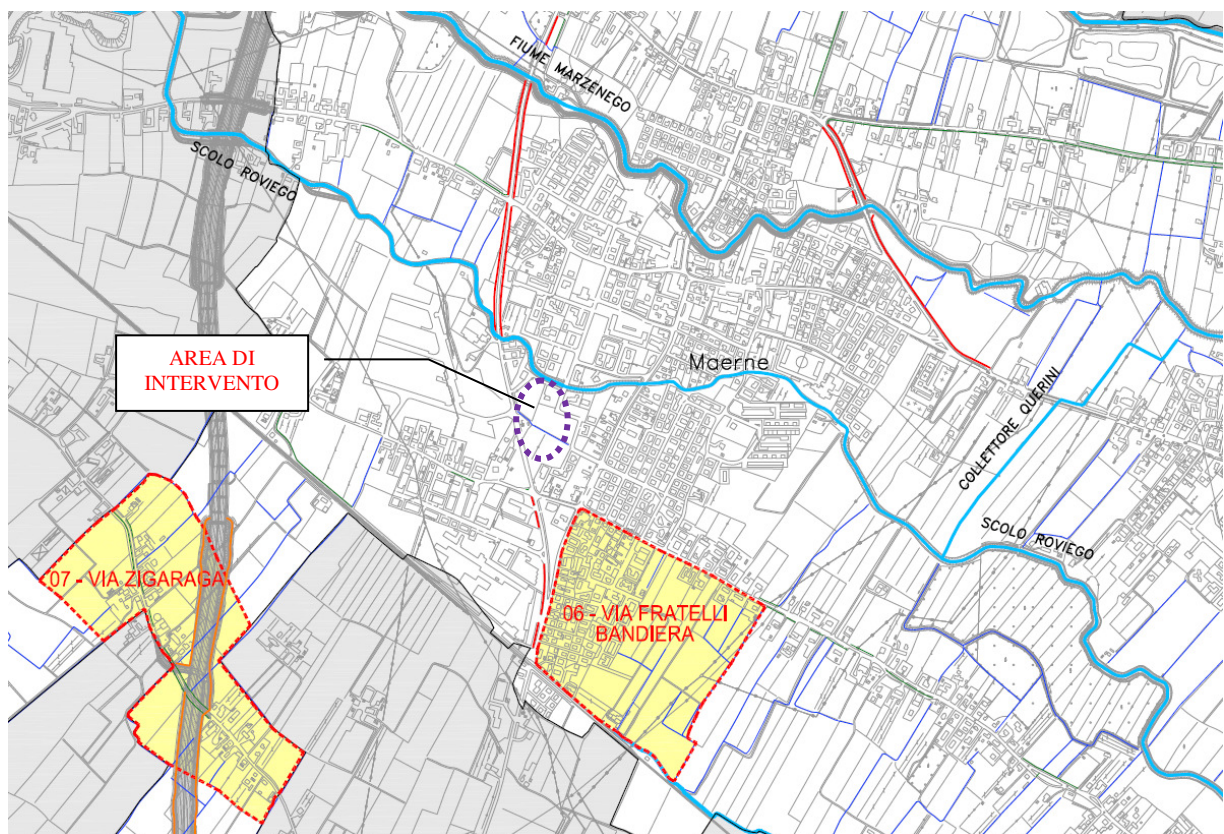 FIUME MARZENEGO
SCOLO ROVIEGO
AREA DI
INTERVENTO
Maerne
COLLETTORE QUERINI
SCOLO ROVIEGO
07 - VIA ZIGARAGA
06 - VIA FRATELLI
BANDIERA